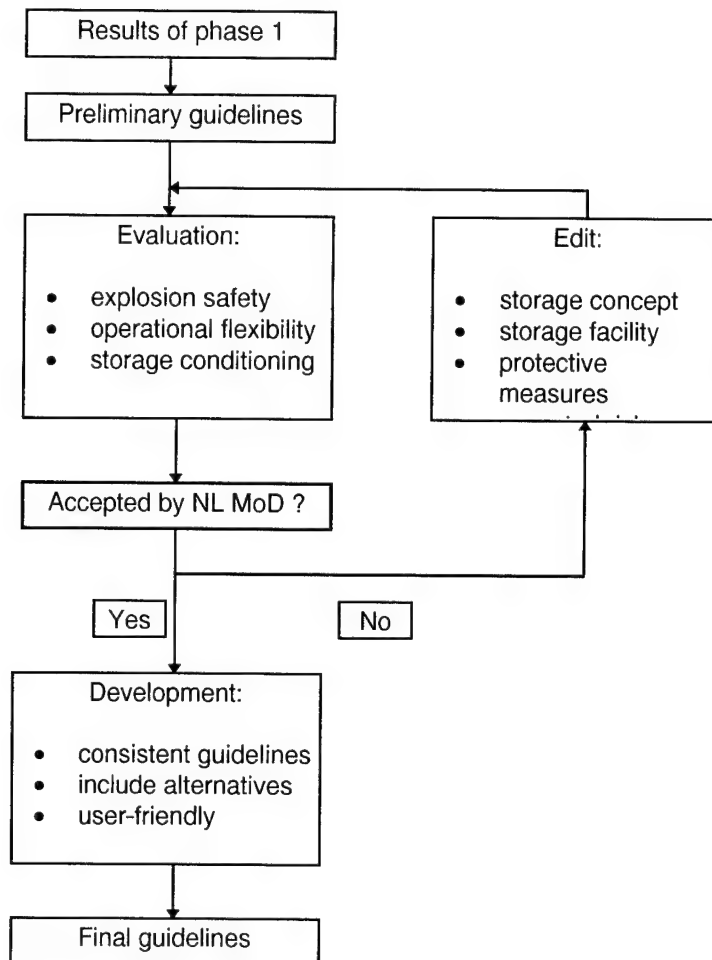 Results of phase 1
Preliminary guidelines
Evaluation:
• explosion safety
• operational flexibility
• storage conditioning
Edit:
• storage concept
• storage facility
• protective
measures
Accepted by NL MoD ?
Yes
No
Development:
• consistent guidelines
• include alternatives
• user-friendly
Final guidelines